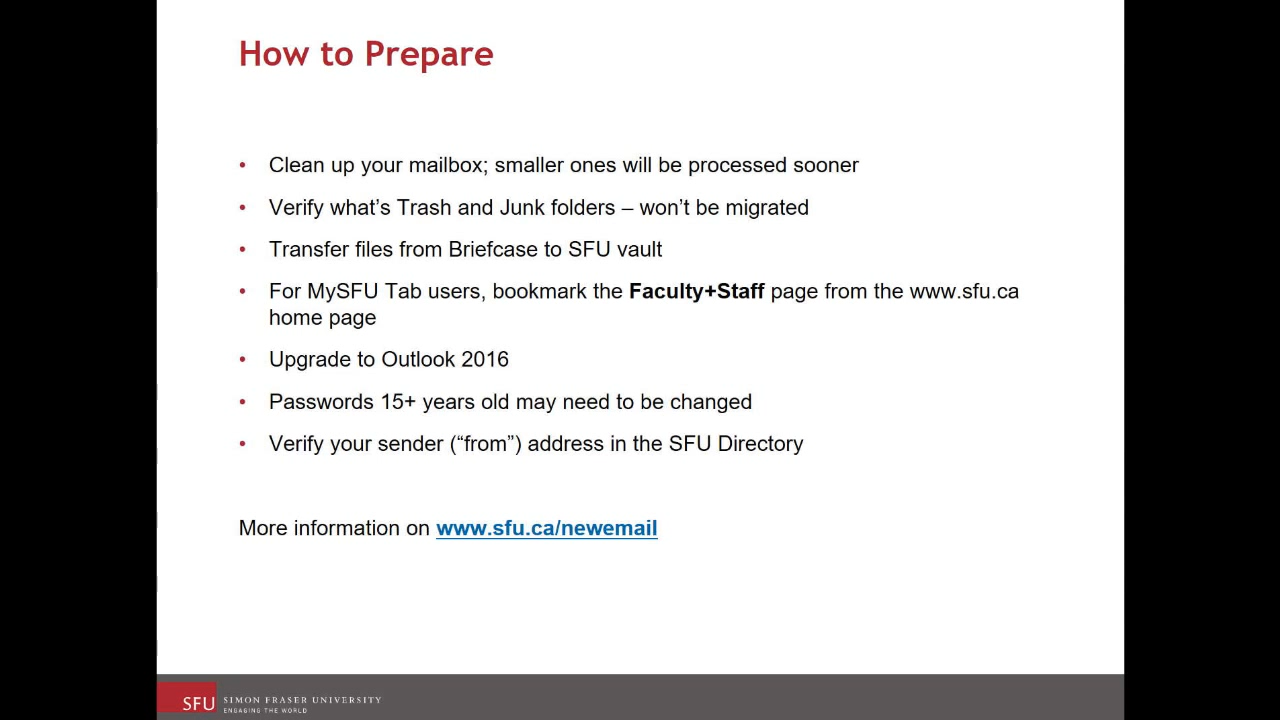 How to Prepare
• Clean up your mailbox; smaller ones will be processed sooner
• Verify what’s Trash and Junk folders – won’t be migrated
• Transfer files from Briefcase to SFU vault
• For MySFU Tab users, bookmark the Faculty+Staff page from the www.sfu.ca
home page
• Upgrade to Outlook 2016
• Passwords 15+ years old may need to be changed
• Verify your sender (“from”) address in the SFU Directory
More information on www.sfu.ca/newemail
SFU SIMON FRASER UNIVERSITY
ENGAGING THE WORLD